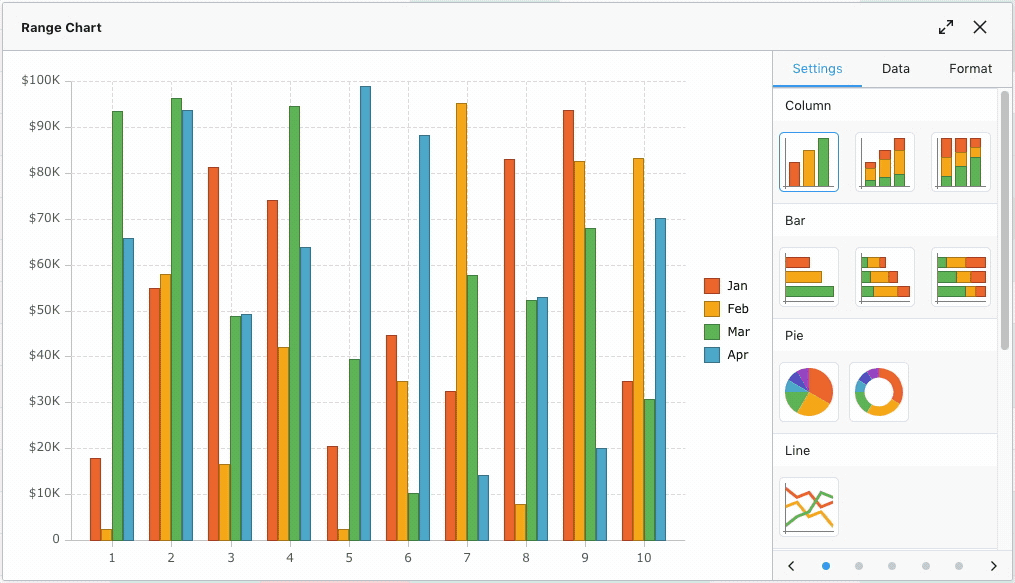 Range Chart
Settings Data Format
$100K
$90K
$80K
$70K
$60K
$50K
$40K
$30K
$20K
$10K
0
1 2 3 4 5 6 7 8 9 10
Jan
Feb
Mar
Apr
Column
Bar
Pie
Line